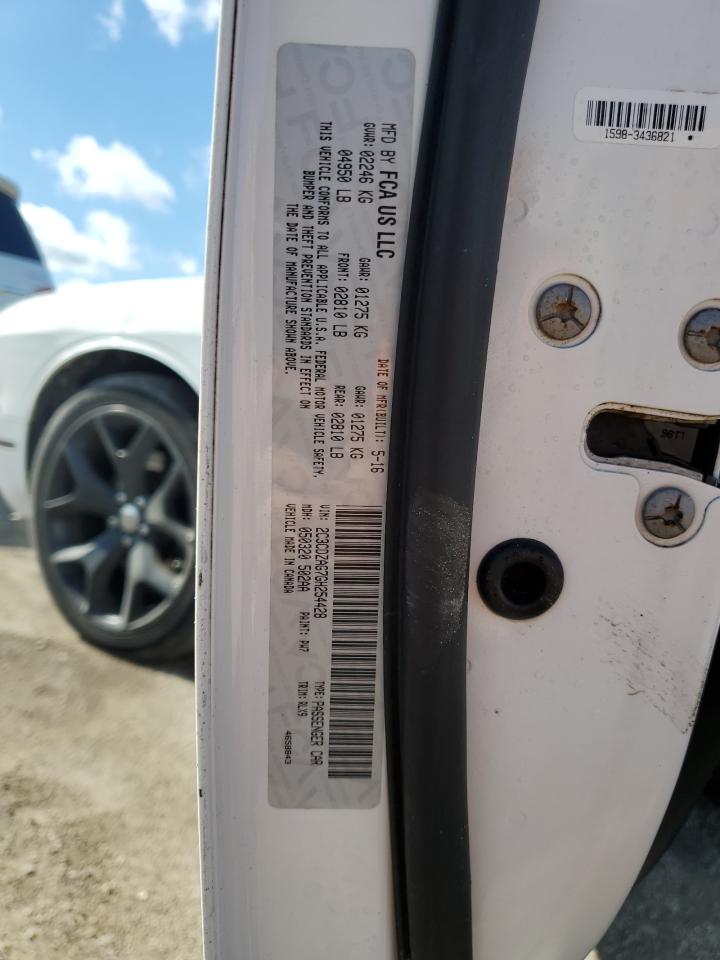 MFD BY FCA US LLC
DATE OF MFR(BUILT): 5-16
GVWR: 02246 KG
GAWR: 01275 KG
GAWR: 01275 KG
04950 LB
FRONT: 02810 LB
REAR: 02810 LB
THIS VEHICLE CONFORMS TO ALL APPLICABLE U.S.A. FEDERAL MOTOR VEHICLE SAFETY,
BUMPER AND THEFT PREVENTION STANDARDS IN EFFECT ON
THE DATE OF MANUFACTURE SHOWN ABOVE.
VIN: 2C3CDZAG7GH254428
TYPE: PASSENGER CAR
MDH: 050320 502AA
PAINT: PW7
TRIM: RLX9
VEHICLE MADE IN CANADA
4658843
1598-3436821 *